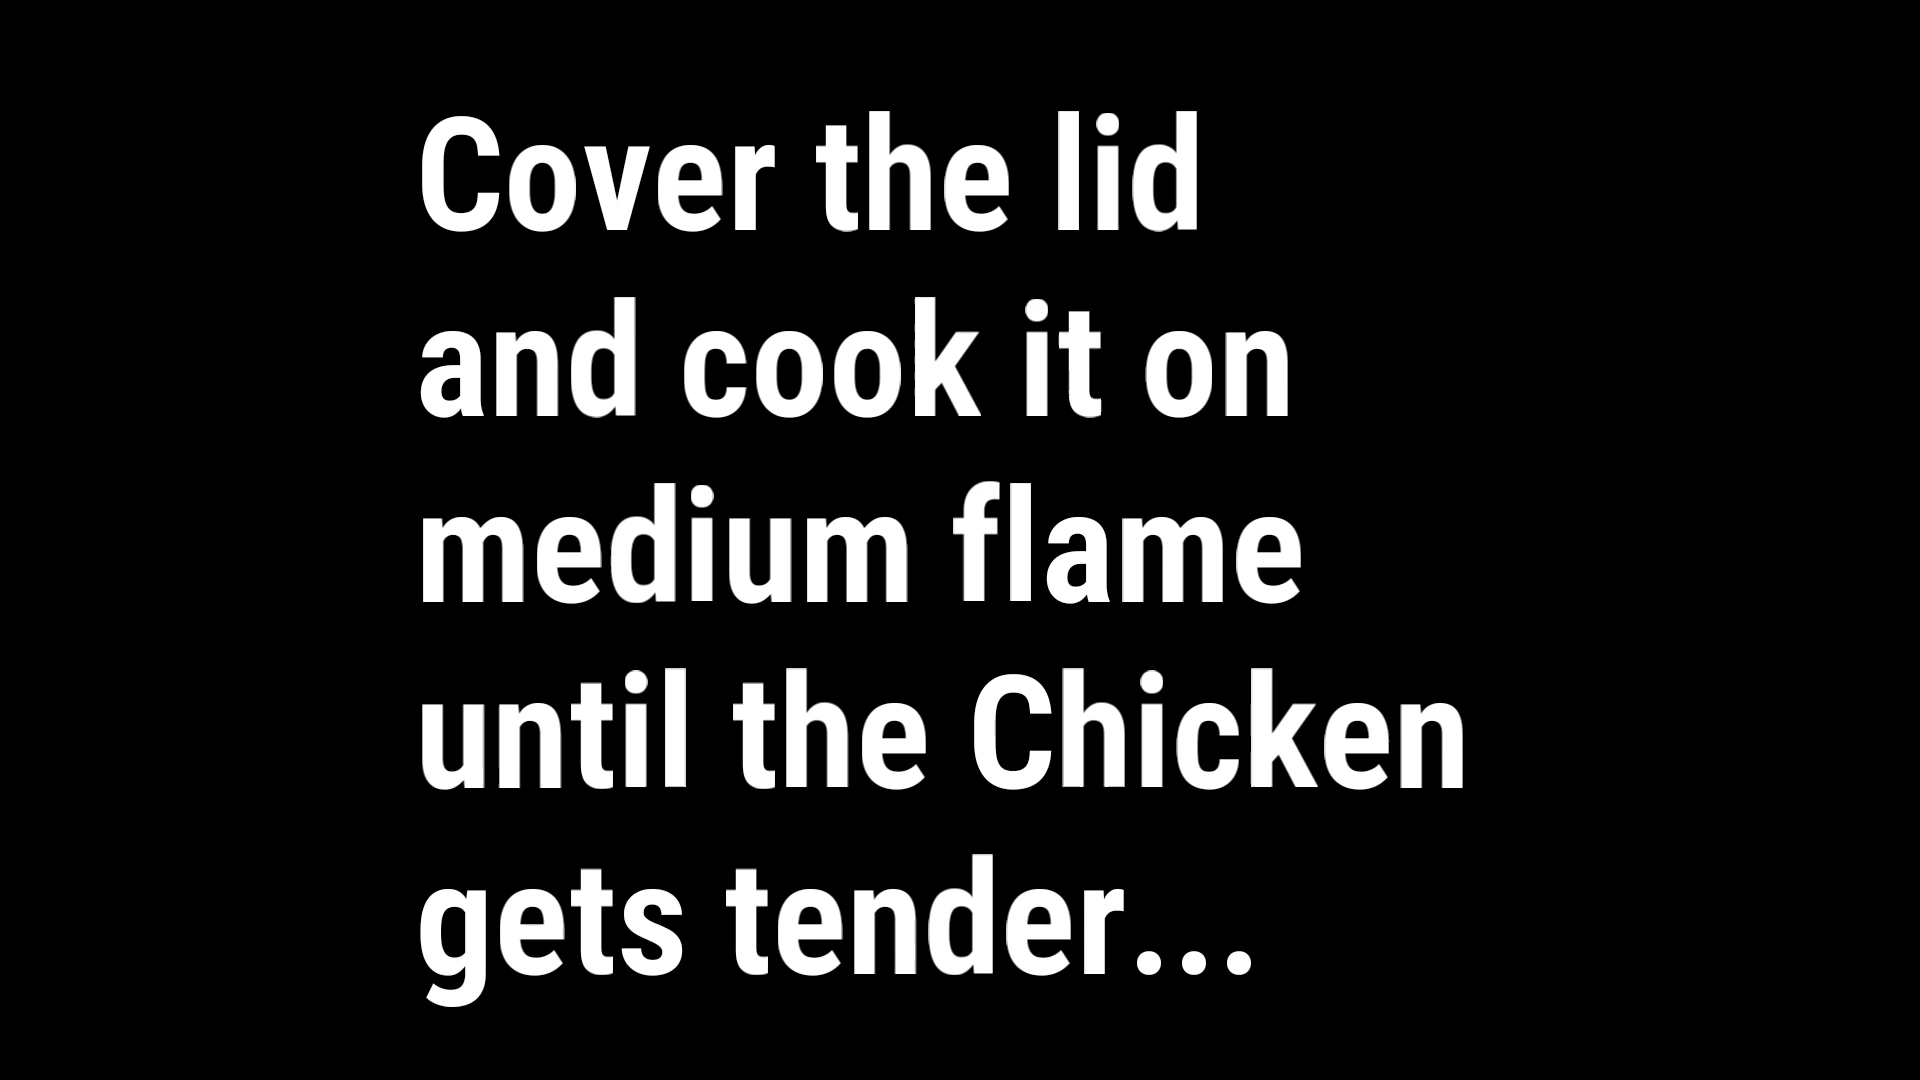 Cover the lid
and cook it on
medium flame
until the Chicken
gets tender...